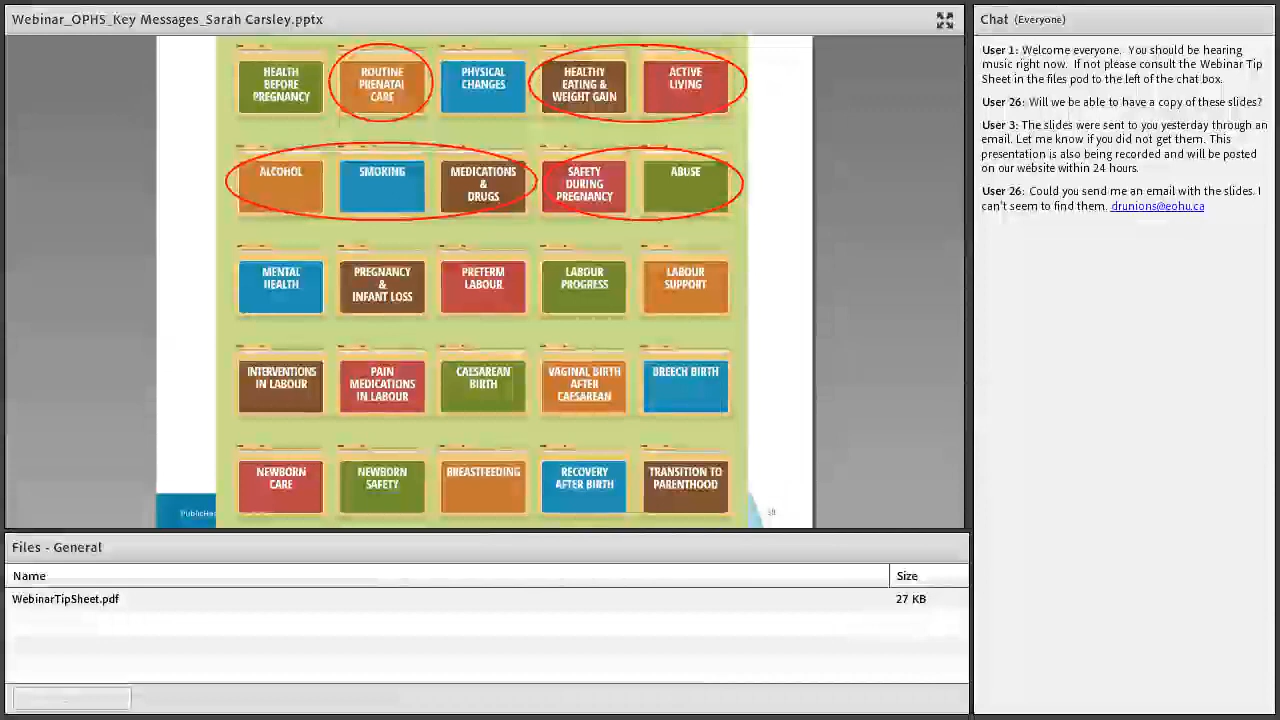 Webinar_OPHS_Key Messages_Sarah Carsley.pptx
HEALTH
BEFORE
PREGNANCY
ROUTINE
PRENATAL
CARE
PHYSICAL
CHANGES
HEALTHY
EATING &
WEIGHT GAIN
ACTIVE
LIVING
ALCOHOL
SMOKING
MEDICATIONS
&
DRUGS
SAFETY
DURING
PREGNANCY
ABUSE
MENTAL
HEALTH
PREGNANCY
&
INFANT LOSS
PRETERM
LABOUR
LABOUR
PROGRESS
LABOUR
SUPPORT
INTERVENTIONS
IN LABOUR
PAIN
MEDICATIONS
IN LABOUR
CAESAREAN
BIRTH
VAGINAL BIRTH
AFTER
CAESAREAN
BREECH BIRTH
NEWBORN
CARE
NEWBORN
SAFETY
BREASTFEEDING
RECOVERY
AFTER BIRTH
TRANSITION TO
PARENTHOOD
Files - General
Name
Size
WebinarTipSheet.pdf
27 KB
Chat (Everyone)
User 1: Welcome everyone. You should be hearing
music right now. If not please consult the Webinar Tip
Sheet in the files pod to the left of the chat box.
User 26: Will we be able to have a copy of these slides?
User 3: The slides were sent to you yesterday through an
email. Let me know if you did not get them. This
presentation is also being recorded and will be posted
on our website within 24 hours.
User 26: Could you send me an email with the slides. I
can't seem to find them. drunions@eohu.ca